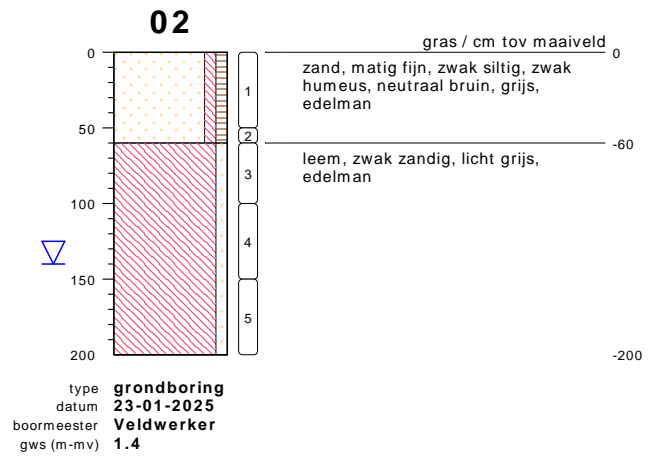 02
gras / cm tov maaiveld
0
0
zand, matig fijn, zwak siltig, zwak
humeus, neutraal bruin, grijs,
edelman
1
50
2
-60
leem, zwak zandig, licht grijs,
edelman
3
100
4
150
5
200
-200
type grondboring
datum 23-01-2025
boormeester Veldwerker
gws (m-mv) 1.4